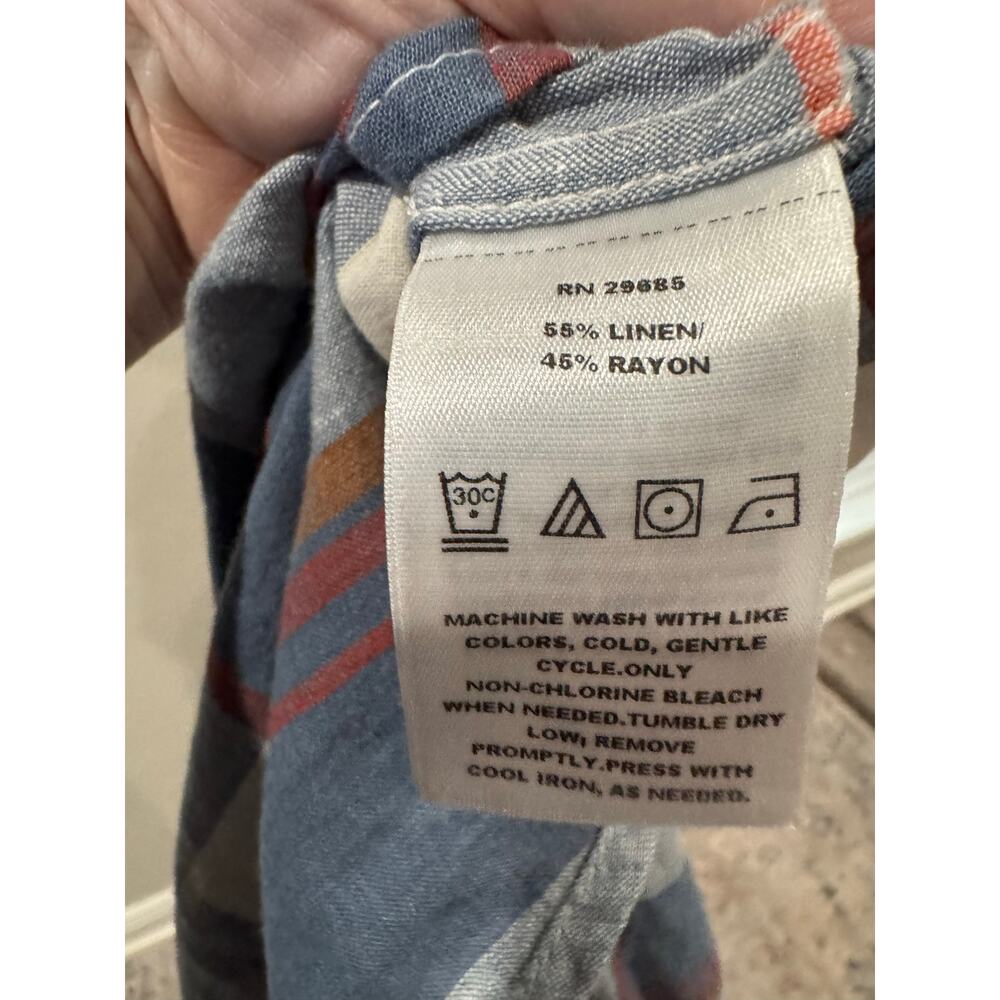 RN 29685
55% LINEN/
45% RAYON
30C
MACHINE WASH WITH LIKE
COLORS, COLD, GENTLE
CYCLE.ONLY
NON-CHLORINE BLEACH
WHEN NEEDED.TUMBLE DRY
LOW; REMOVE
PROMPTLY.PRESS WITH
COOL IRON, AS NEEDED.